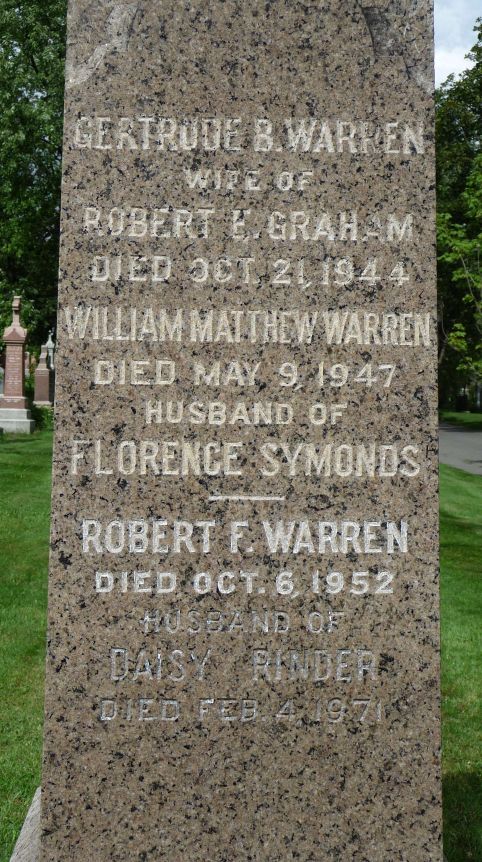 GERTRUDE B. WARREN
WIFE OF
ROBERT E. GRAHAM
DIED OCT. 21, 1944
WILLIAM MATTHEW WARREN
DIED MAY 9, 1947
HUSBAND OF
FLORENCE SYMONDS
ROBERT F. WARREN
DIED OCT. 6, 1952
HUSBAND OF
DAISY RINDER
DIED FEB. 4, 1971